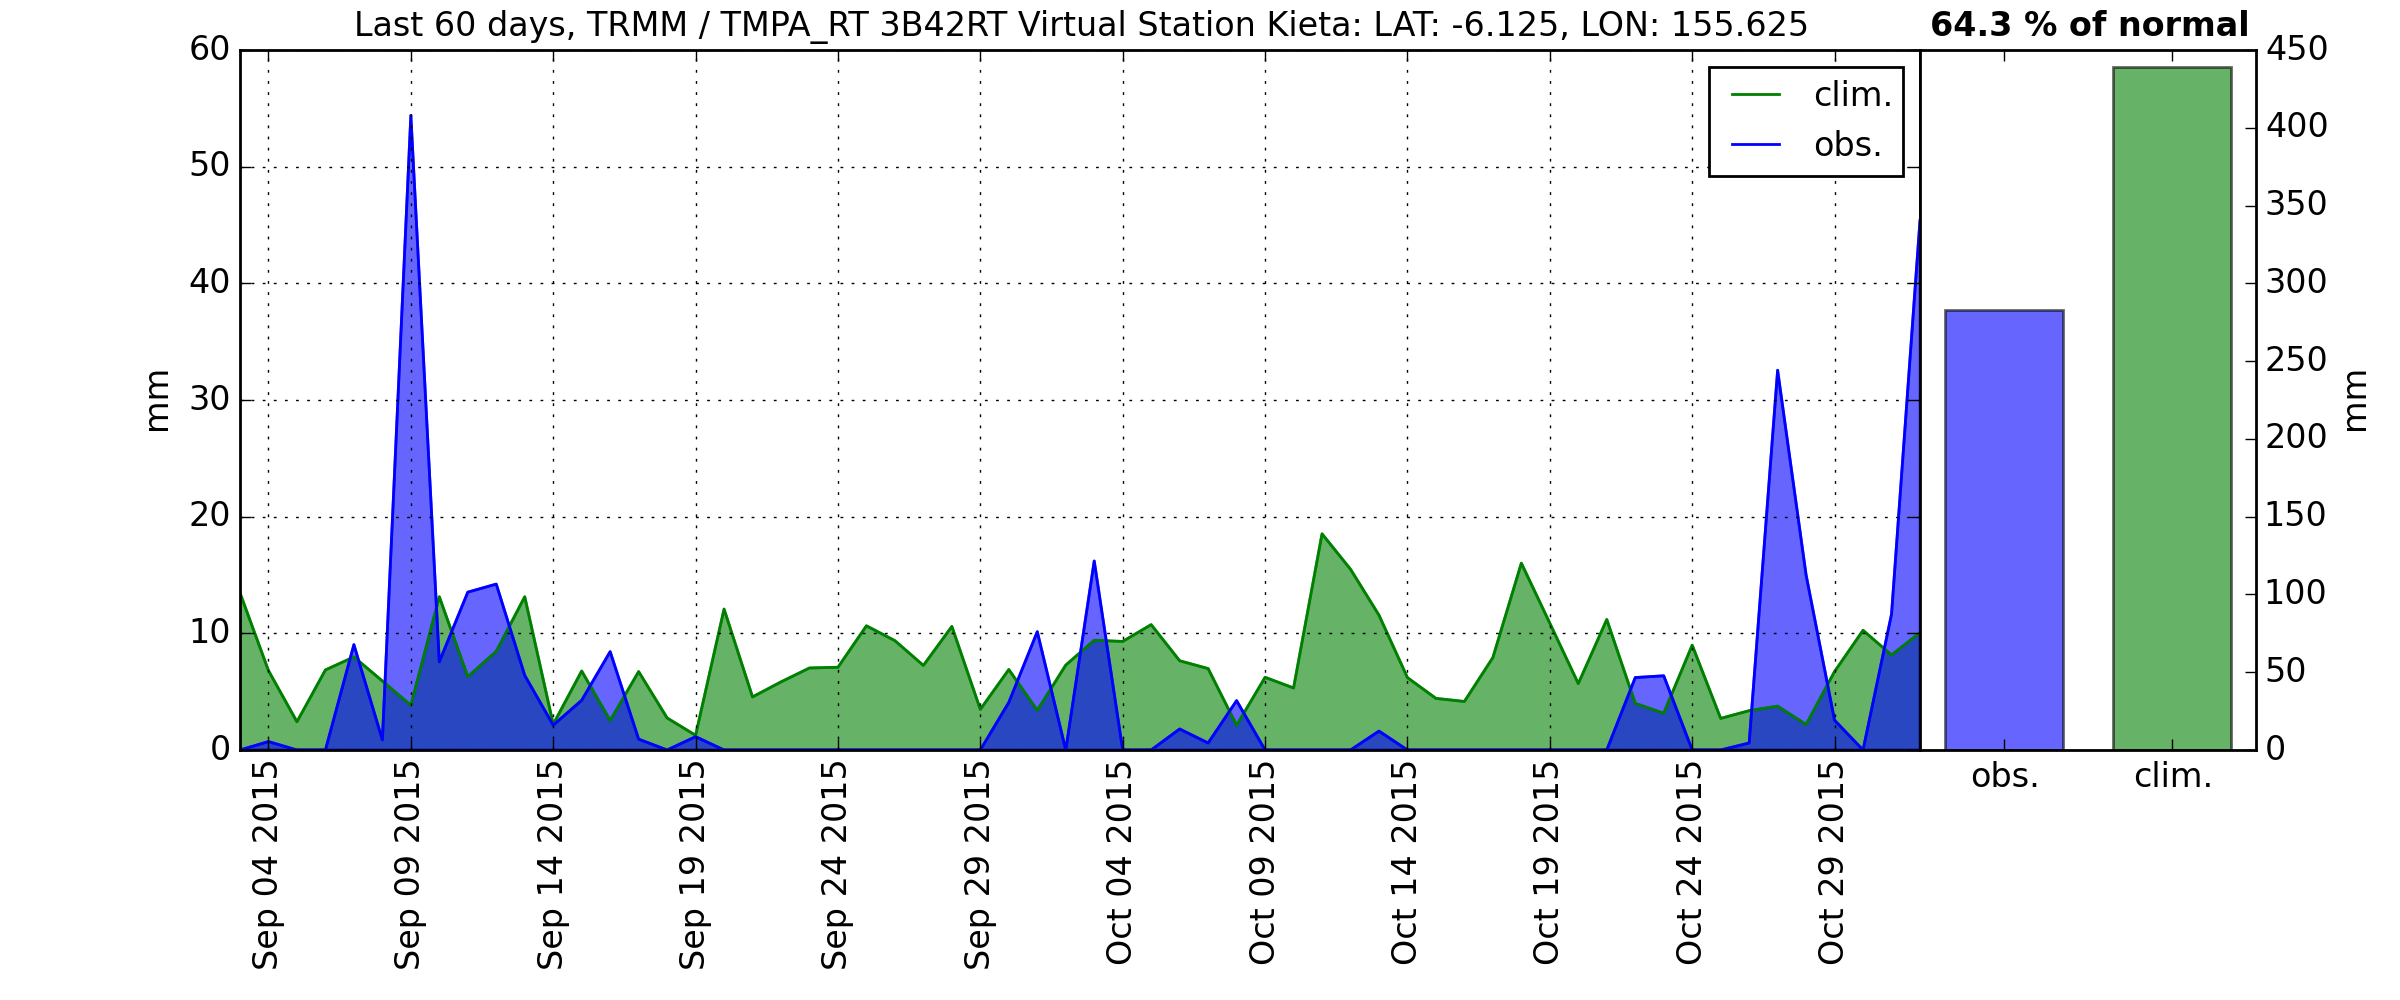 Last 60 days, TRMM / TMPA_RT 3B42RT Virtual Station Kieta: LAT: -6.125, LON: 155.625
64.3 % of normal
60
50
40
30
20
10
0
mm
clim.
obs.
Sep 04 2015
Sep 09 2015
Sep 14 2015
Sep 19 2015
Sep 24 2015
Sep 29 2015
Oct 04 2015
Oct 09 2015
Oct 14 2015
Oct 19 2015
Oct 24 2015
Oct 29 2015
450
400
350
300
250
200
150
100
50
0
mm
obs.
clim.